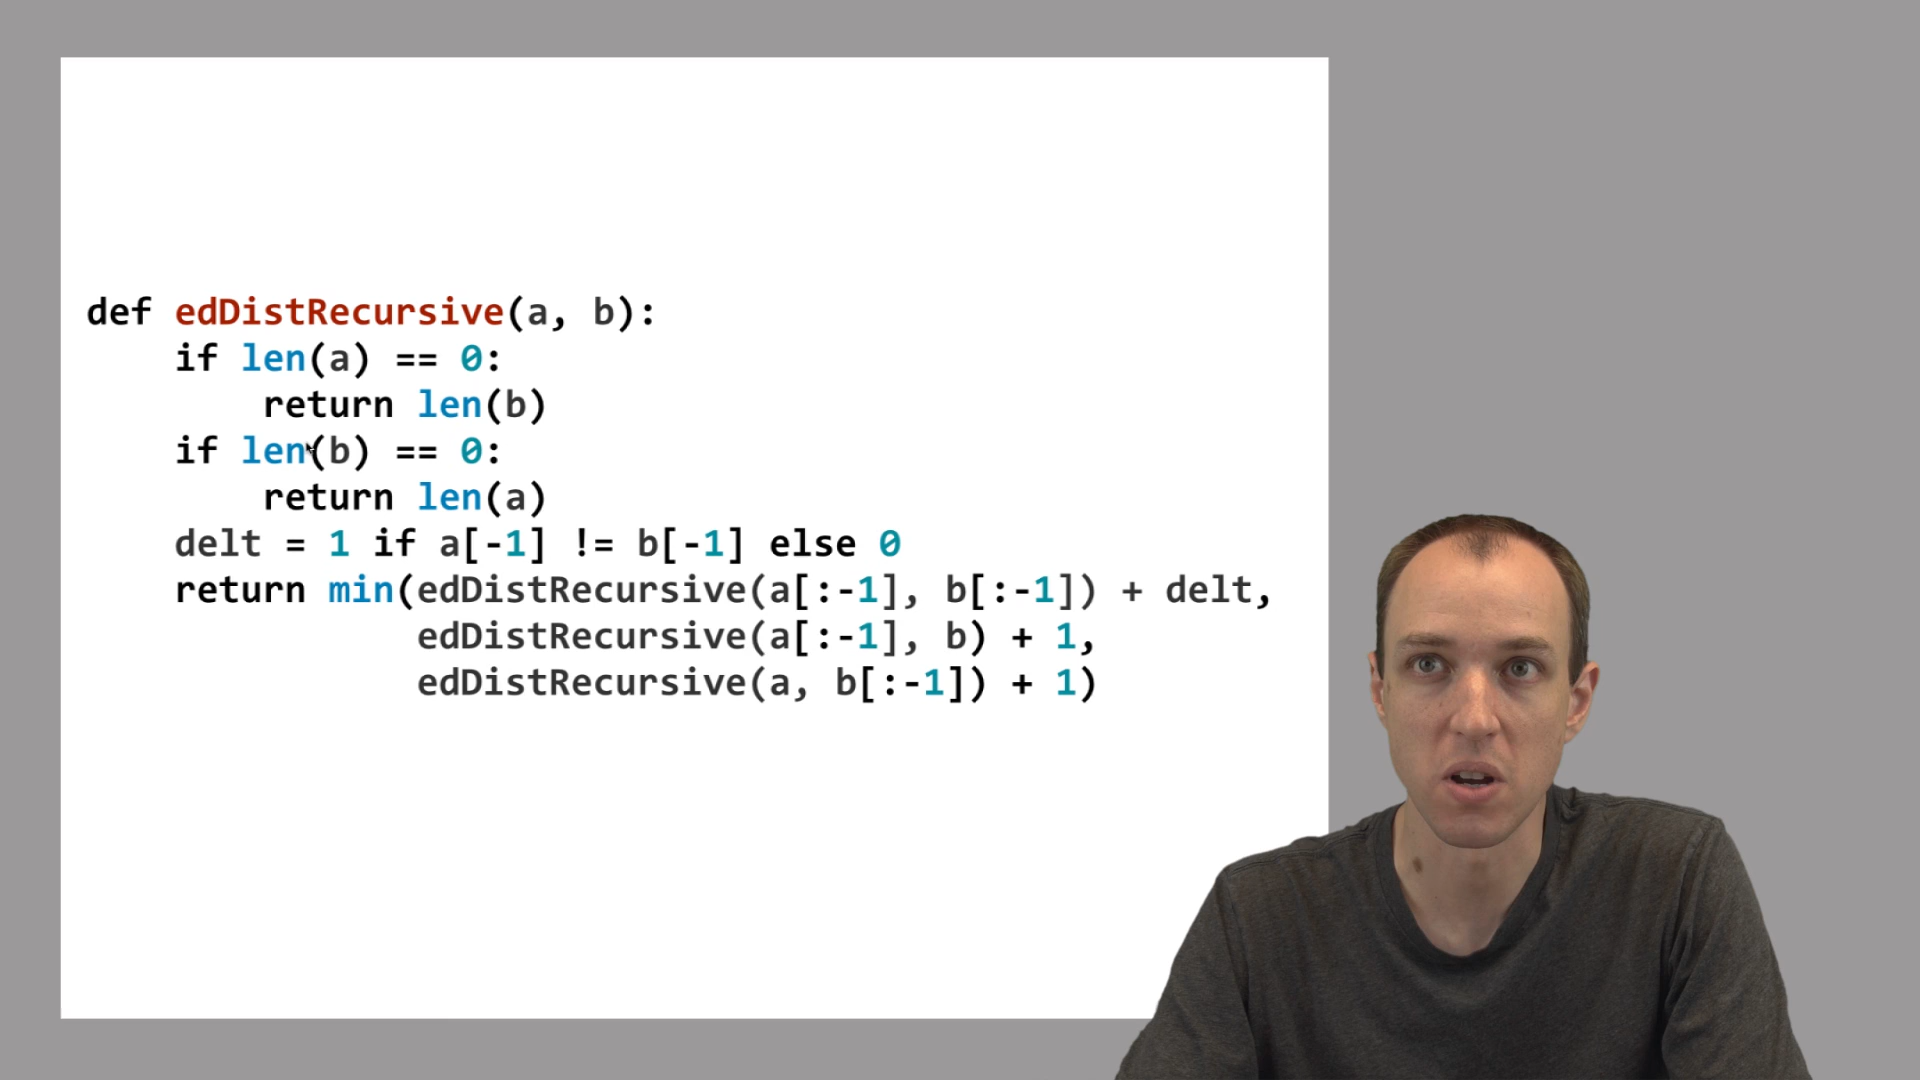 def edDistRecursive(a, b):
    if len(a) == 0:
        return len(b)
    if len(b) == 0:
        return len(a)
    delt = 1 if a[-1] != b[-1] else 0
    return min(edDistRecursive(a[:-1], b[:-1]) + delt,
               edDistRecursive(a[:-1], b) + 1,
               edDistRecursive(a, b[:-1]) + 1)